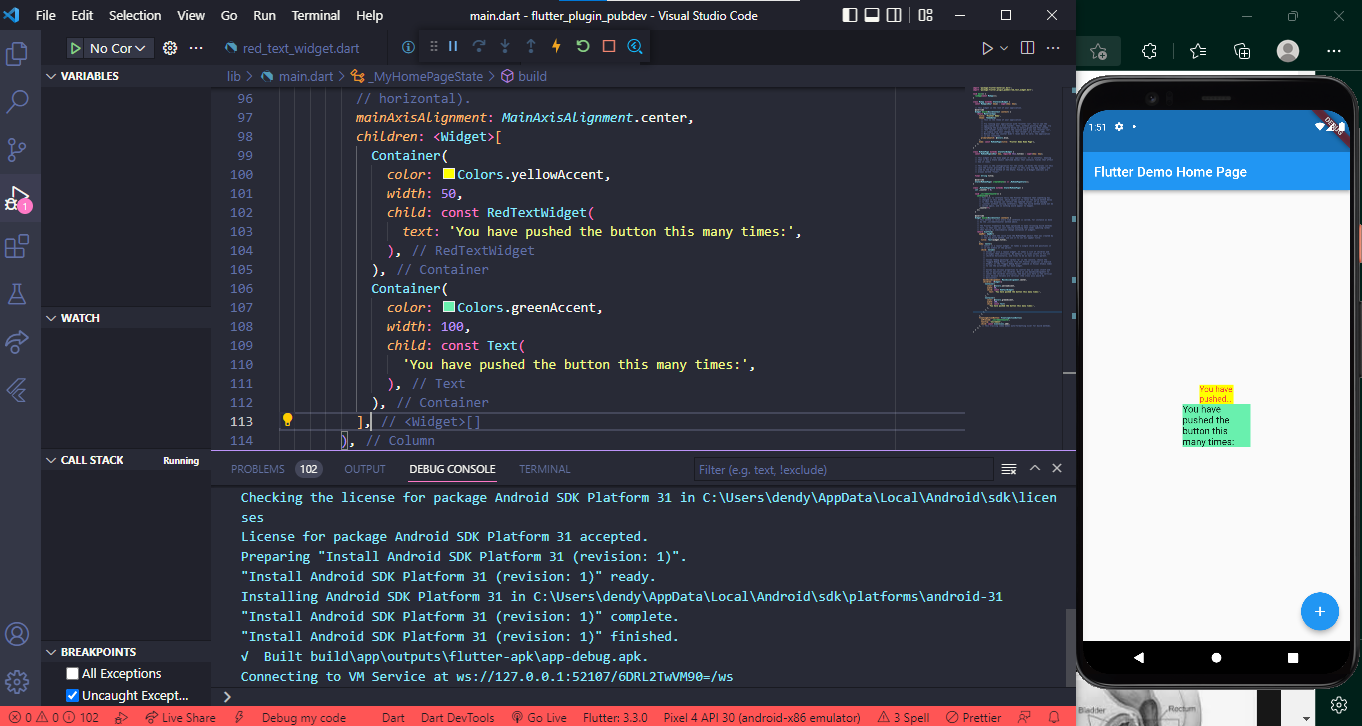 File Edit Selection View Go Run Terminal Help
main.dart - flutter_plugin_pubdev - Visual Studio Code
No Cor
red_text_widget.dart
lib > main.dart > _MyHomePageState > build
VARIABLES
WATCH
CALL STACK Running
BREAKPOINTS
All Exceptions
Uncaught Except...
1
96 // horizontal).
97 mainAxisAlignment: MainAxisAlignment.center,
98 children: <Widget>[
99 Container(
100 color: Colors.yellowAccent,
101 width: 50,
102 child: const RedTextWidget(
103 text: 'You have pushed the button this many times:',
104 ), // RedTextWidget
105 ), // Container
106 Container(
107 color: Colors.greenAccent,
108 width: 100,
109 child: const Text(
110 'You have pushed the button this many times:',
111 ), // Text
112 ), // Container
113 ], // <Widget>[]
114 ), // Column
PROBLEMS 102 OUTPUT DEBUG CONSOLE TERMINAL Filter (e.g. text, !exclude)
Checking the license for package Android SDK Platform 31 in C:\Users\dendy\AppData\Local\Android\sdk\licen
ses
License for package Android SDK Platform 31 accepted.
Preparing "Install Android SDK Platform 31 (revision: 1)".
"Install Android SDK Platform 31 (revision: 1)" ready.
Installing Android SDK Platform 31 in C:\Users\dendy\AppData\Local\Android\sdk\platforms\android-31
"Install Android SDK Platform 31 (revision: 1)" complete.
"Install Android SDK Platform 31 (revision: 1)" finished.
√ Built build\app\outputs\flutter-apk\app-debug.apk.
Connecting to VM Service at ws://127.0.0.1:52107/6DRL2TwVM90=/ws
>
0 0 102 Live Share Debug my code Dart Dart DevTools Go Live Flutter: 3.3.0 Pixel 4 API 30 (android-x86 emulator) 3 Spell Prettier
1:51
DEBUG
Flutter Demo Home Page
You have
pushed...
You have
pushed the
button this
many times:
+
Bladder
Rectum